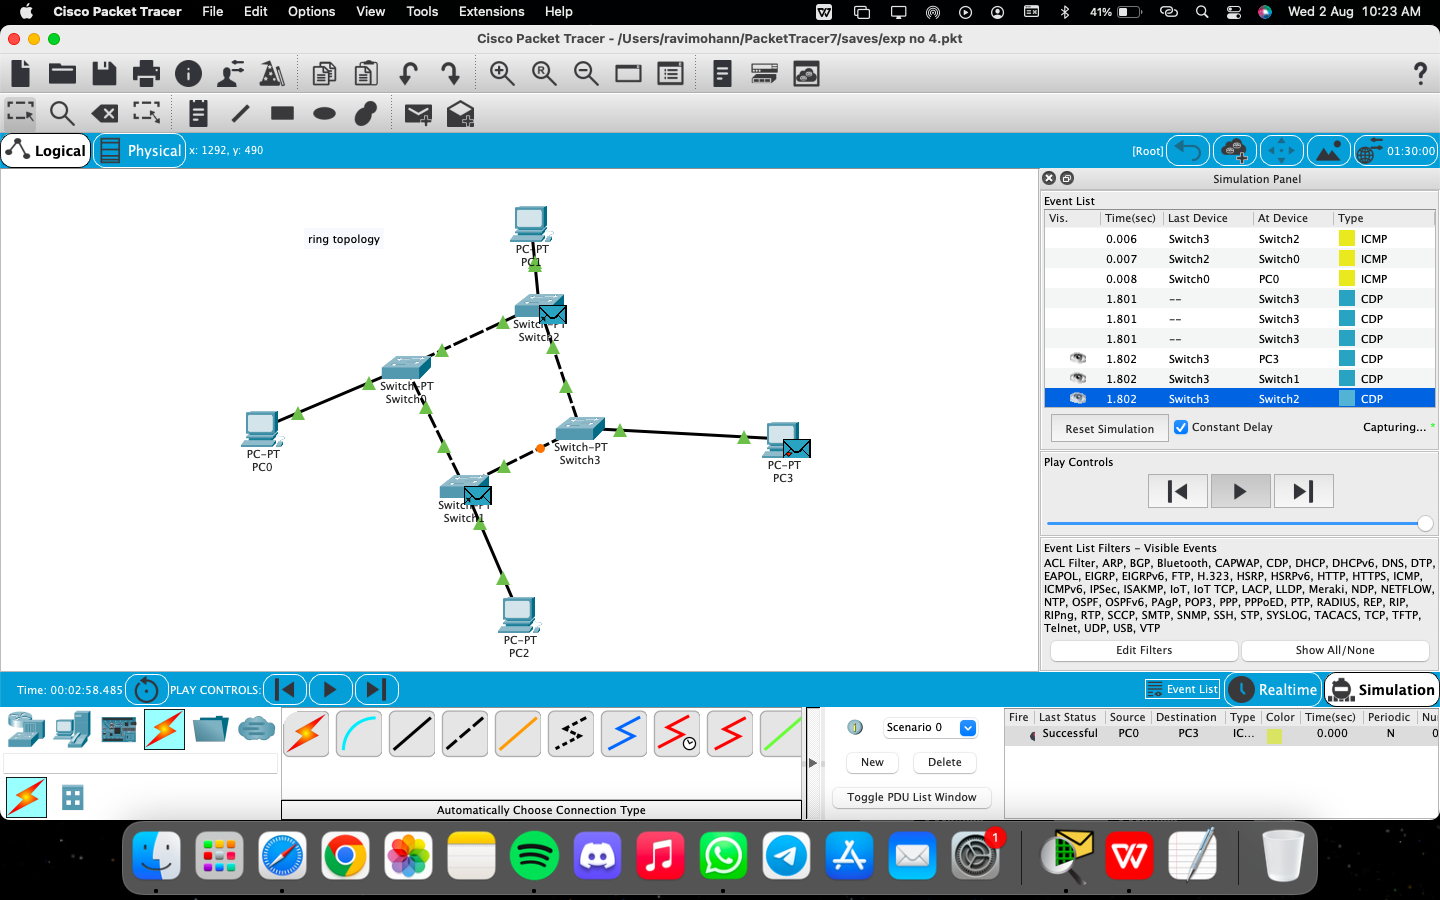 Cisco Packet Tracer File Edit Options View Tools Extensions Help 41% Wed 2 Aug 10:23 AM
Cisco Packet Tracer - /Users/ravimohann/PacketTracer7/saves/exp no 4.pkt
Logical Physical x: 1292, y: 490 [Root] 01:30:00
Simulation Panel
Event List
Vis. Time(sec) Last Device At Device Type
0.006 Switch3 Switch2 ICMP
0.007 Switch2 Switch0 ICMP
0.008 Switch0 PC0 ICMP
1.801 -- Switch3 CDP
1.801 -- Switch3 CDP
1.801 -- Switch3 CDP
1.802 Switch3 PC3 CDP
1.802 Switch3 Switch1 CDP
1.802 Switch3 Switch2 CDP
Reset Simulation Constant Delay Capturing... *
Play Controls
Event List Filters - Visible Events
ACL Filter, ARP, BGP, Bluetooth, CAPWAP, CDP, DHCP, DHCPv6, DNS, DTP,
EAPOL, EIGRP, EIGRPv6, FTP, H.323, HSRP, HSRPv6, HTTP, HTTPS, ICMP,
ICMPv6, IPSec, ISAKMP, IoT, IoT TCP, LACP, LLDP, Meraki, NDP, NETFLOW,
NTP, OSPF, OSPFv6, PAgP, POP3, PPP, PPPoED, PTP, RADIUS, REP, RIP,
RIPng, RTP, SCCP, SMTP, SNMP, SSH, STP, SYSLOG, TACACS, TCP, TFTP,
Telnet, UDP, USB, VTP
Edit Filters Show All/None
ring topology
PC-PT
PC1
Switch-PT
Switch2
Switch-PT
Switch0
PC-PT
PC0
Switch-PT
Switch3
PC-PT
PC3
Switch-PT
Switch1
PC-PT
PC2
Time: 00:02:58.485 PLAY CONTROLS: Event List Realtime Simulation
Scenario 0
New Delete
Toggle PDU List Window
Fire Last Status Source Destination Type Color Time(sec) Periodic Nu
Successful PC0 PC3 IC... 0.000 N 0
Automatically Choose Connection Type
1